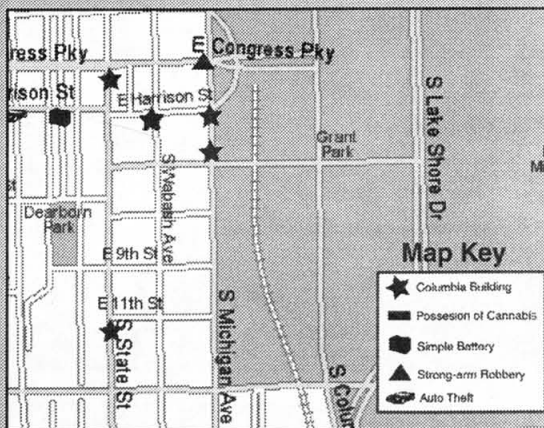 E Congress Pky
ress Pky
rison St
E Harrison St
S Lake Shore Dr
Grant
Park
S Wabash Ave
st
Mi
Dearborn
Park
E 9th St
Map Key
Columbia Building
E 11th St
Possesion of Cannabis
Simple Battery
S State St
S Michigan Ave
Strong-arm Robbery
S Colu
Auto Theft